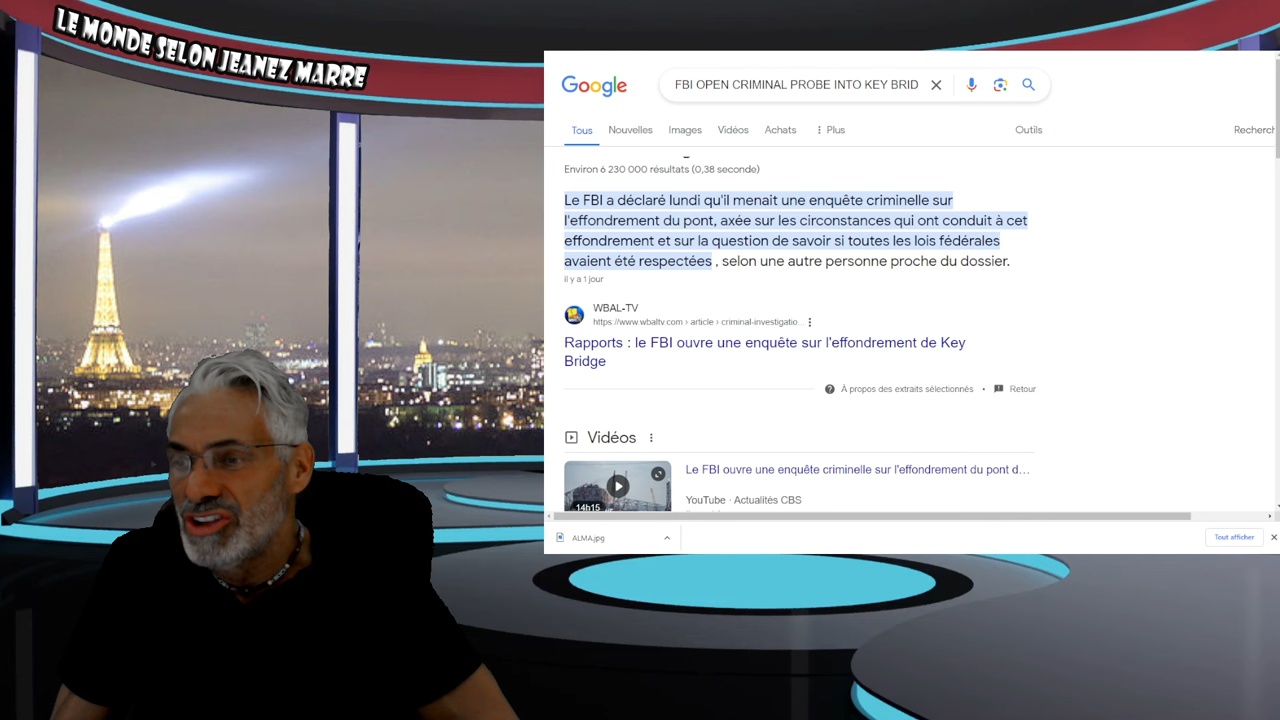 LE MONDE SELON JEANEZ MARRE
Google
FBI OPEN CRIMINAL PROBE INTO KEY BRID
Tous Nouvelles Images Vidéos Achats Plus Outils Recherch
Environ 6 230 000 résultats (0,38 seconde)
Le FBI a déclaré lundi qu'il menait une enquête criminelle sur
l'effondrement du pont, axée sur les circonstances qui ont conduit à cet
effondrement et sur la question de savoir si toutes les lois fédérales
avaient été respectées , selon une autre personne proche du dossier.
il y a 1 jour
WBAL-TV
https://www.wbaltv.com › article › criminal-investigatio...
Rapports : le FBI ouvre une enquête sur l'effondrement de Key
Bridge
À propos des extraits sélectionnés • Retour
Vidéos
Le FBI ouvre une enquête criminelle sur l'effondrement du pont d…
YouTube · Actualités CBS
14h15
ALMA.jpg
Tout afficher